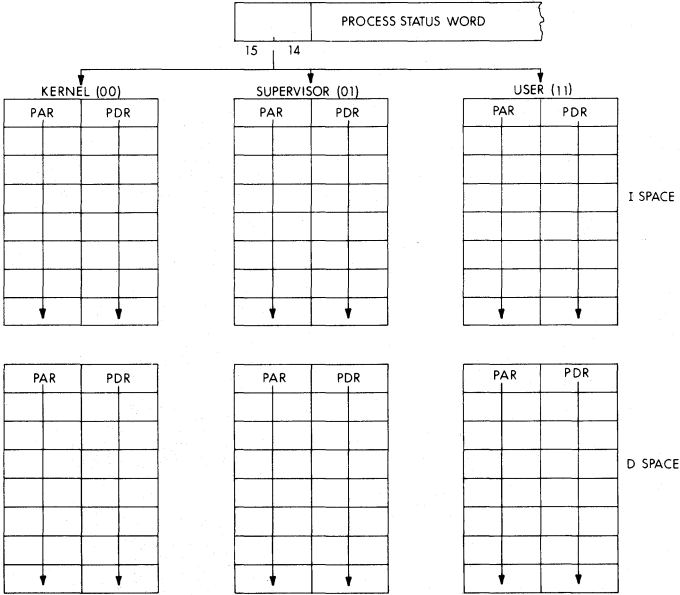 PROCESS STATUS WORD
15 14
KERNEL (00) SUPERVISOR (01) USER (11)
PAR PDR PAR PDR PAR PDR
I SPACE
PAR PDR PAR PDR PAR PDR
D SPACE